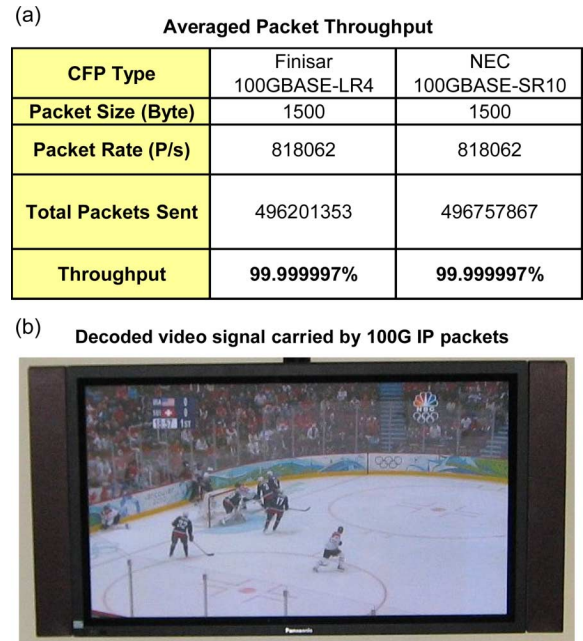 (a)
Averaged Packet Throughput
CFP Type
Finisar
100GBASE-LR4
NEC
100GBASE-SR10
Packet Size (Byte)
1500
1500
Packet Rate (P/s)
818062
818062
Total Packets Sent
496201353
496757867
Throughput
99.999997%
99.999997%
(b)
Decoded video signal carried by 100G IP packets
0
0
1ST
NBC
Panasonic